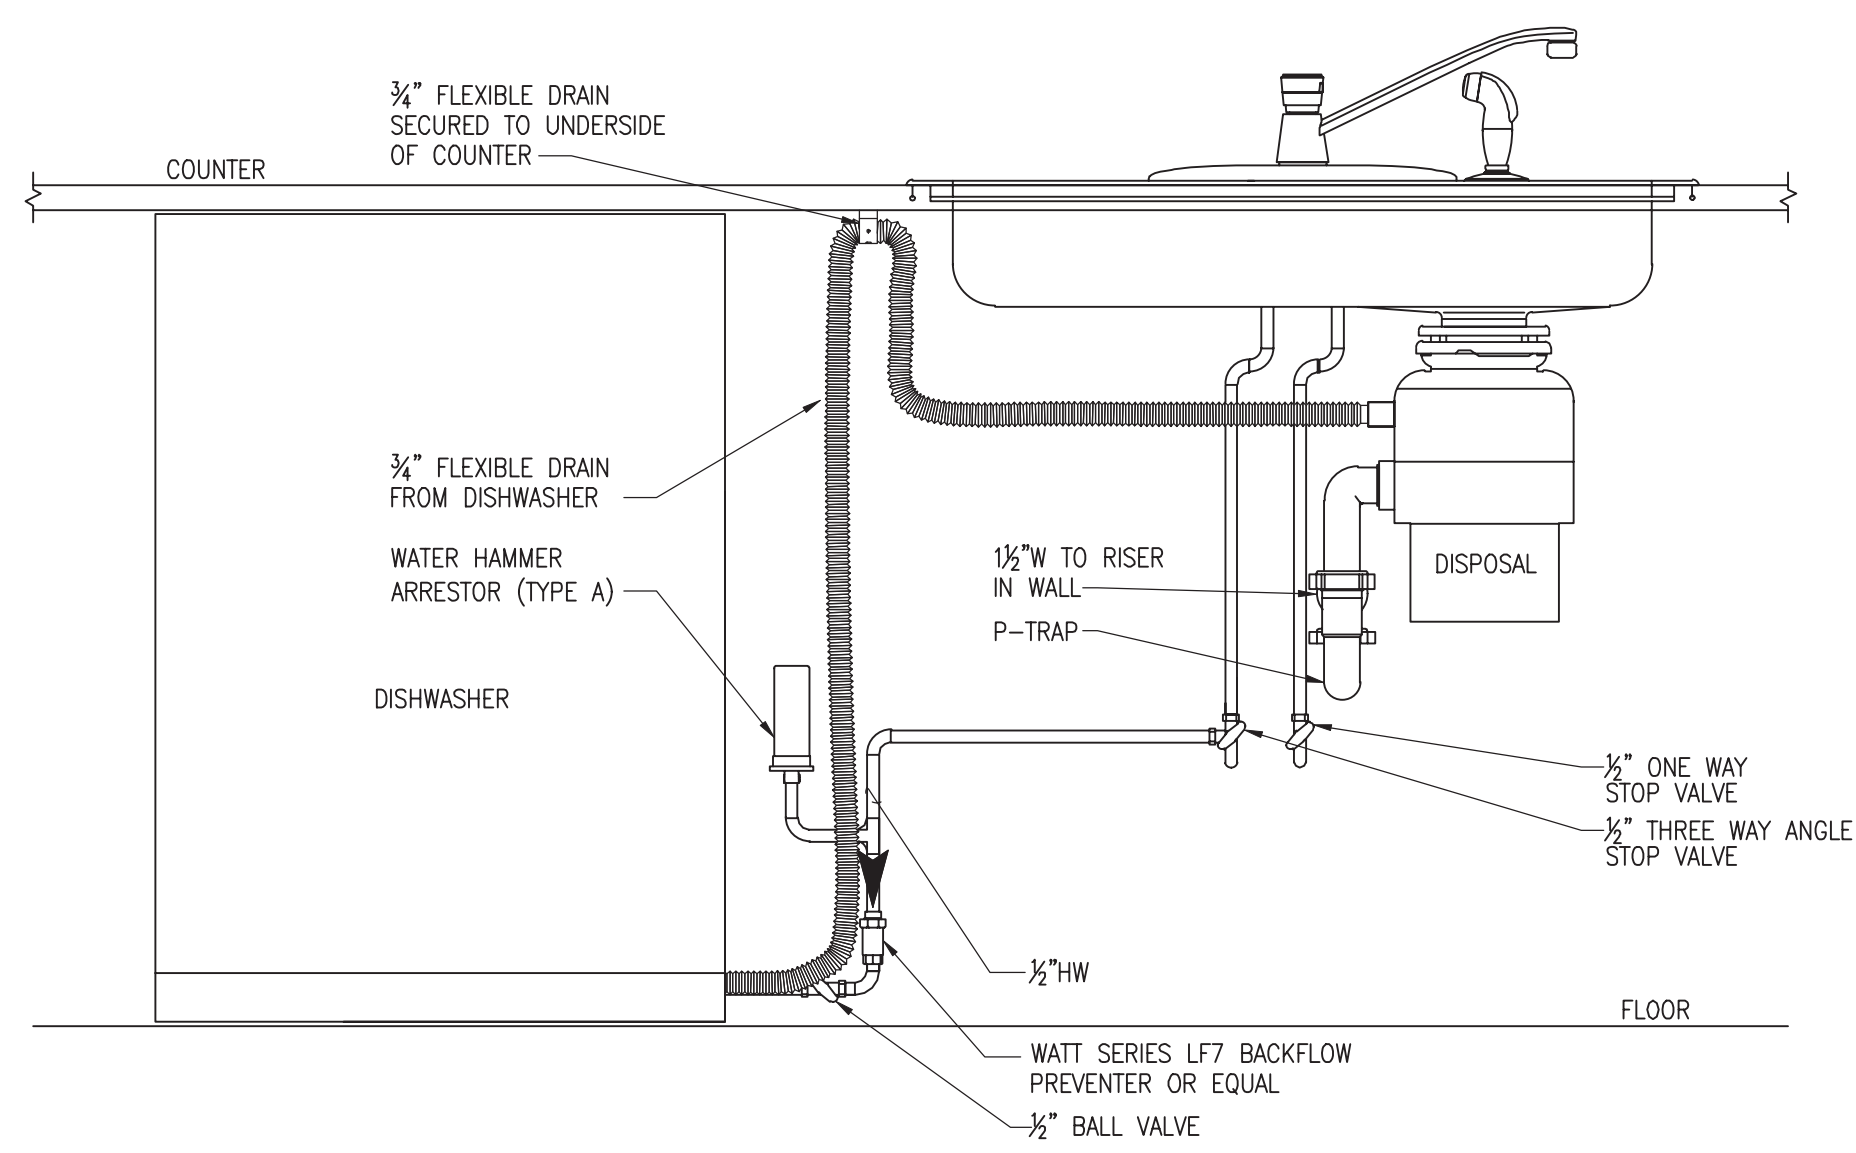 ¾" FLEXIBLE DRAIN
SECURED TO UNDERSIDE
OF COUNTER
COUNTER
¾" FLEXIBLE DRAIN
FROM DISHWASHER
WATER HAMMER
ARRESTOR (TYPE A)
DISHWASHER
1½"W TO RISER
IN WALL
P-TRAP
DISPOSAL
½" ONE WAY
STOP VALVE
½" THREE WAY ANGLE
STOP VALVE
½"HW
FLOOR
WATT SERIES LF7 BACKFLOW
PREVENTER OR EQUAL
½" BALL VALVE